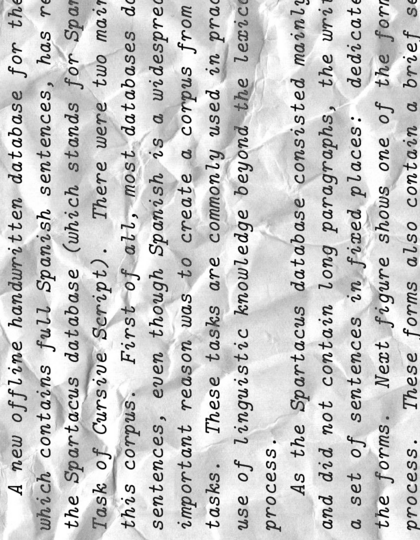 A new offline handwritten database for the
which contains full Spanish sentences, has re
the Spartacus database (which stands for Span
Task of Cursive Script). There were two main
this corpus. First of all, most databases do
sentences, even though Spanish is a widespred
important reason was to create a corpus from
tasks. These tasks are commonly used in prac
use of linguistic knowledge beyond the lexic
process.
As the Spartacus database consisted mainly
and did not contain long paragraphs, the writ
a set of sentences in fixed places: dedicate
the forms. Next figure shows one of the form
process. These forms also contain a brief se